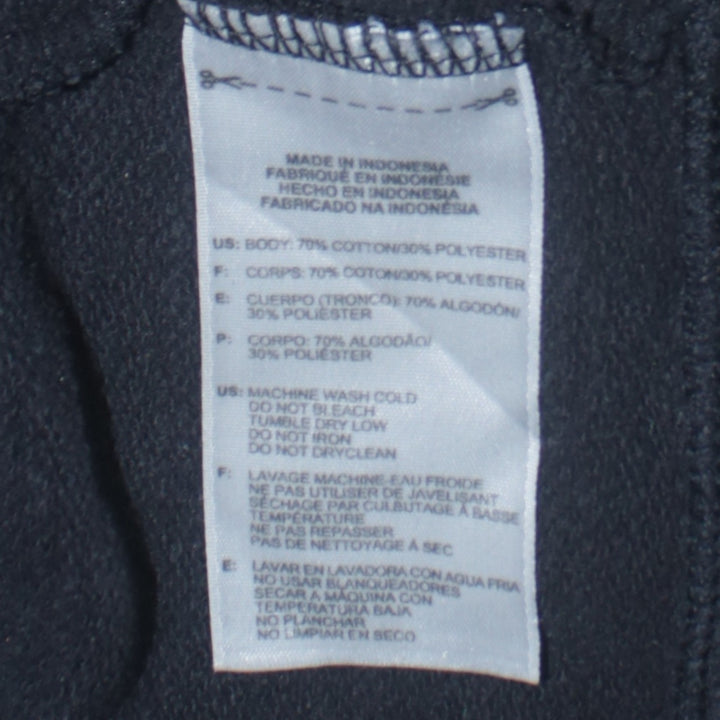 MADE IN INDONESIA
FABRIQUÉ EN INDONÉSIE
HECHO EN INDONESIA
FABRICADO NA INDONÉSIA
US: BODY: 70% COTTON/30% POLYESTER
F: CORPS: 70% COTON/30% POLYESTER
E: CUERPO (TRONCO): 70% ALGODÓN/
30% POLIÉSTER
P: CORPO: 70% ALGODÃO/
30% POLIÉSTER
US: MACHINE WASH COLD
DO NOT BLEACH
TUMBLE DRY LOW
DO NOT IRON
DO NOT DRYCLEAN
F: LAVAGE MACHINE-EAU FROIDE
NE PAS UTILISER DE JAVELISANT
SÉCHAGE PAR CULBUTAGE À BASSE
TEMPÉRATURE
NE PAS REPASSER
PAS DE NETTOYAGE À SEC
E: LAVAR EN LAVADORA CON AGUA FRIA
NO USAR BLANQUEADORES
SECAR A MÁQUINA CON
TEMPERATURA BAJA
NO PLANCHAR
NO LIMPIAR EN SECO